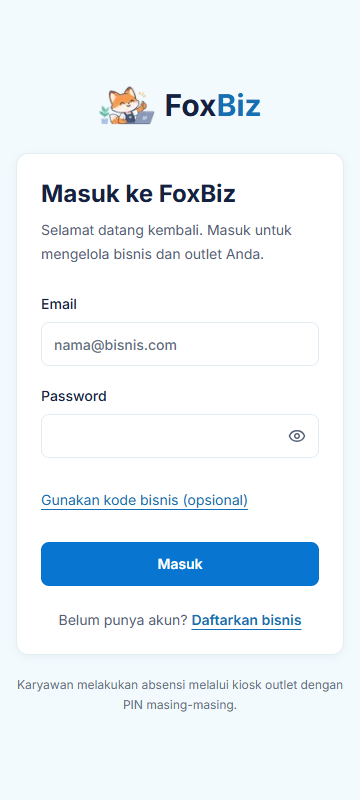 FoxBiz
Masuk ke FoxBiz
Selamat datang kembali. Masuk untuk
mengelola bisnis dan outlet Anda.
Email
nama@bisnis.com
Password
Gunakan kode bisnis (opsional)
Masuk
Belum punya akun? Daftarkan bisnis
Karyawan melakukan absensi melalui kiosk outlet dengan
PIN masing-masing.